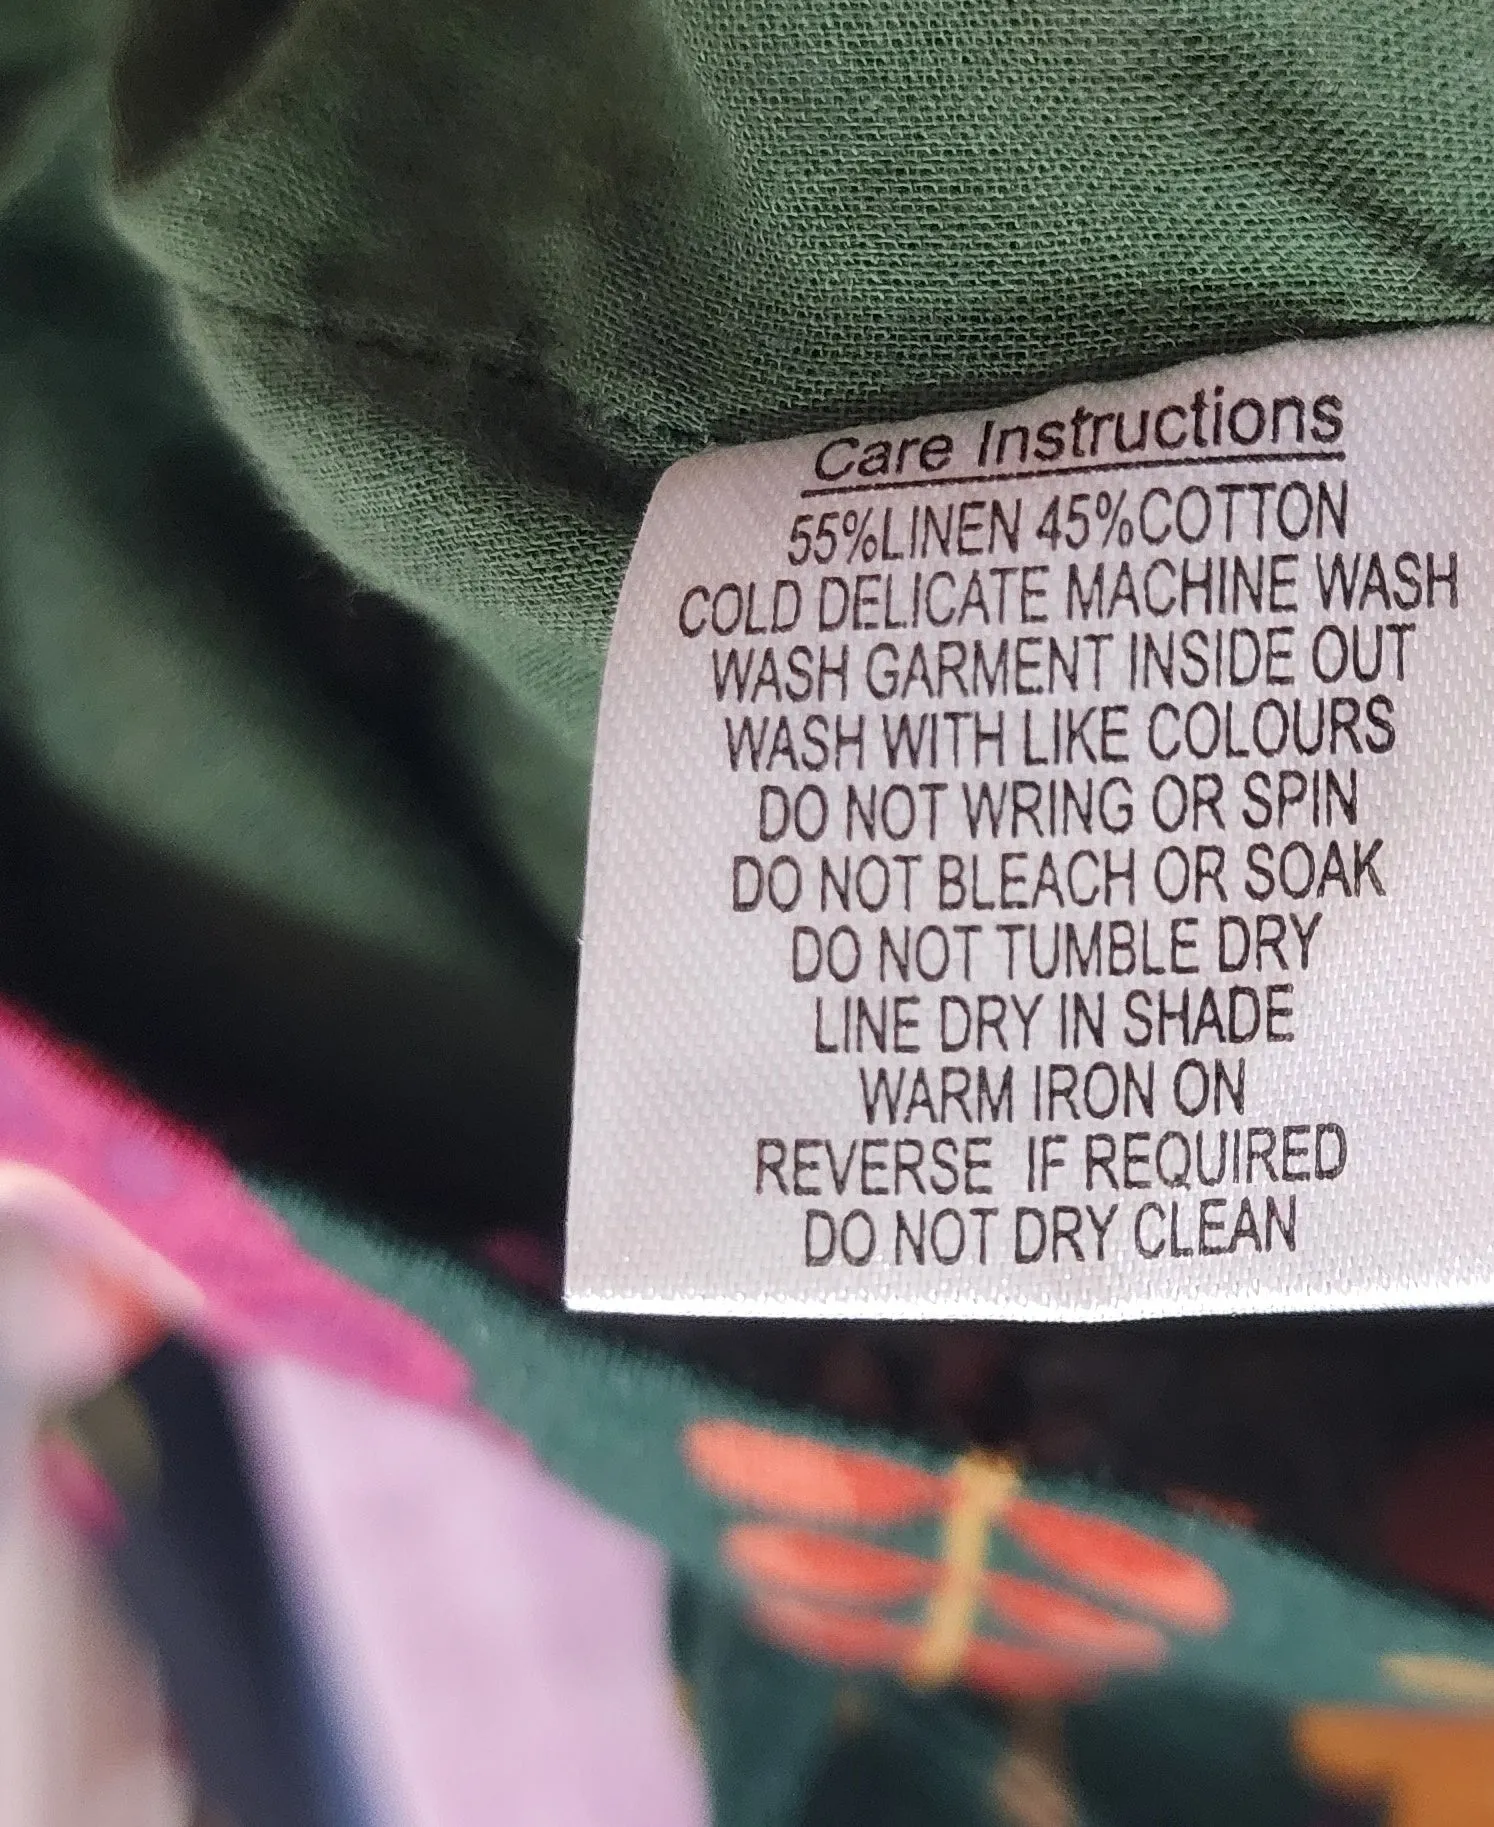 Care Instructions
55%LINEN 45%COTTON
COLD DELICATE MACHINE WASH
WASH GARMENT INSIDE OUT
WASH WITH LIKE COLOURS
DO NOT WRING OR SPIN
DO NOT BLEACH OR SOAK
DO NOT TUMBLE DRY
LINE DRY IN SHADE
WARM IRON ON
REVERSE IF REQUIRED
DO NOT DRY CLEAN